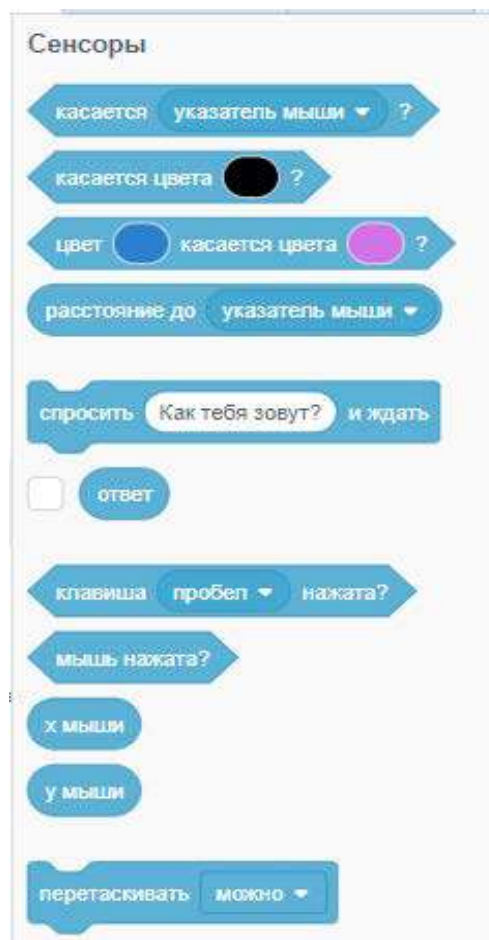 Сенсоры
касается указатель мыши ?
касается цвета ?
цвет касается цвета ?
расстояние до указатель мыши
спросить Как тебя зовут? и ждать
ответ
клавиша пробел нажата?
мышь нажата?
х мыши
у мыши
перетаскивать можно